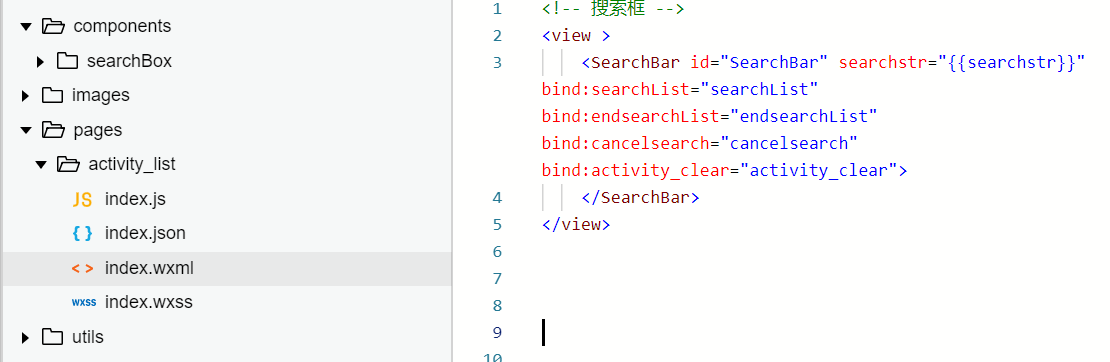 components
searchBox
images
pages
activity_list
JS index.js
{ } index.json
< > index.wxml
wxss index.wxss
utils
1 <!-- 搜索框 -->
2 <view >
3 <SearchBar id="SearchBar" searchstr="{{searchstr}}"
bind:searchList="searchList"
bind:endsearchList="endsearchList"
bind:cancelsearch="cancelsearch"
bind:activity_clear="activity_clear">
4 </SearchBar>
5 </view>
6
7
8
9
10